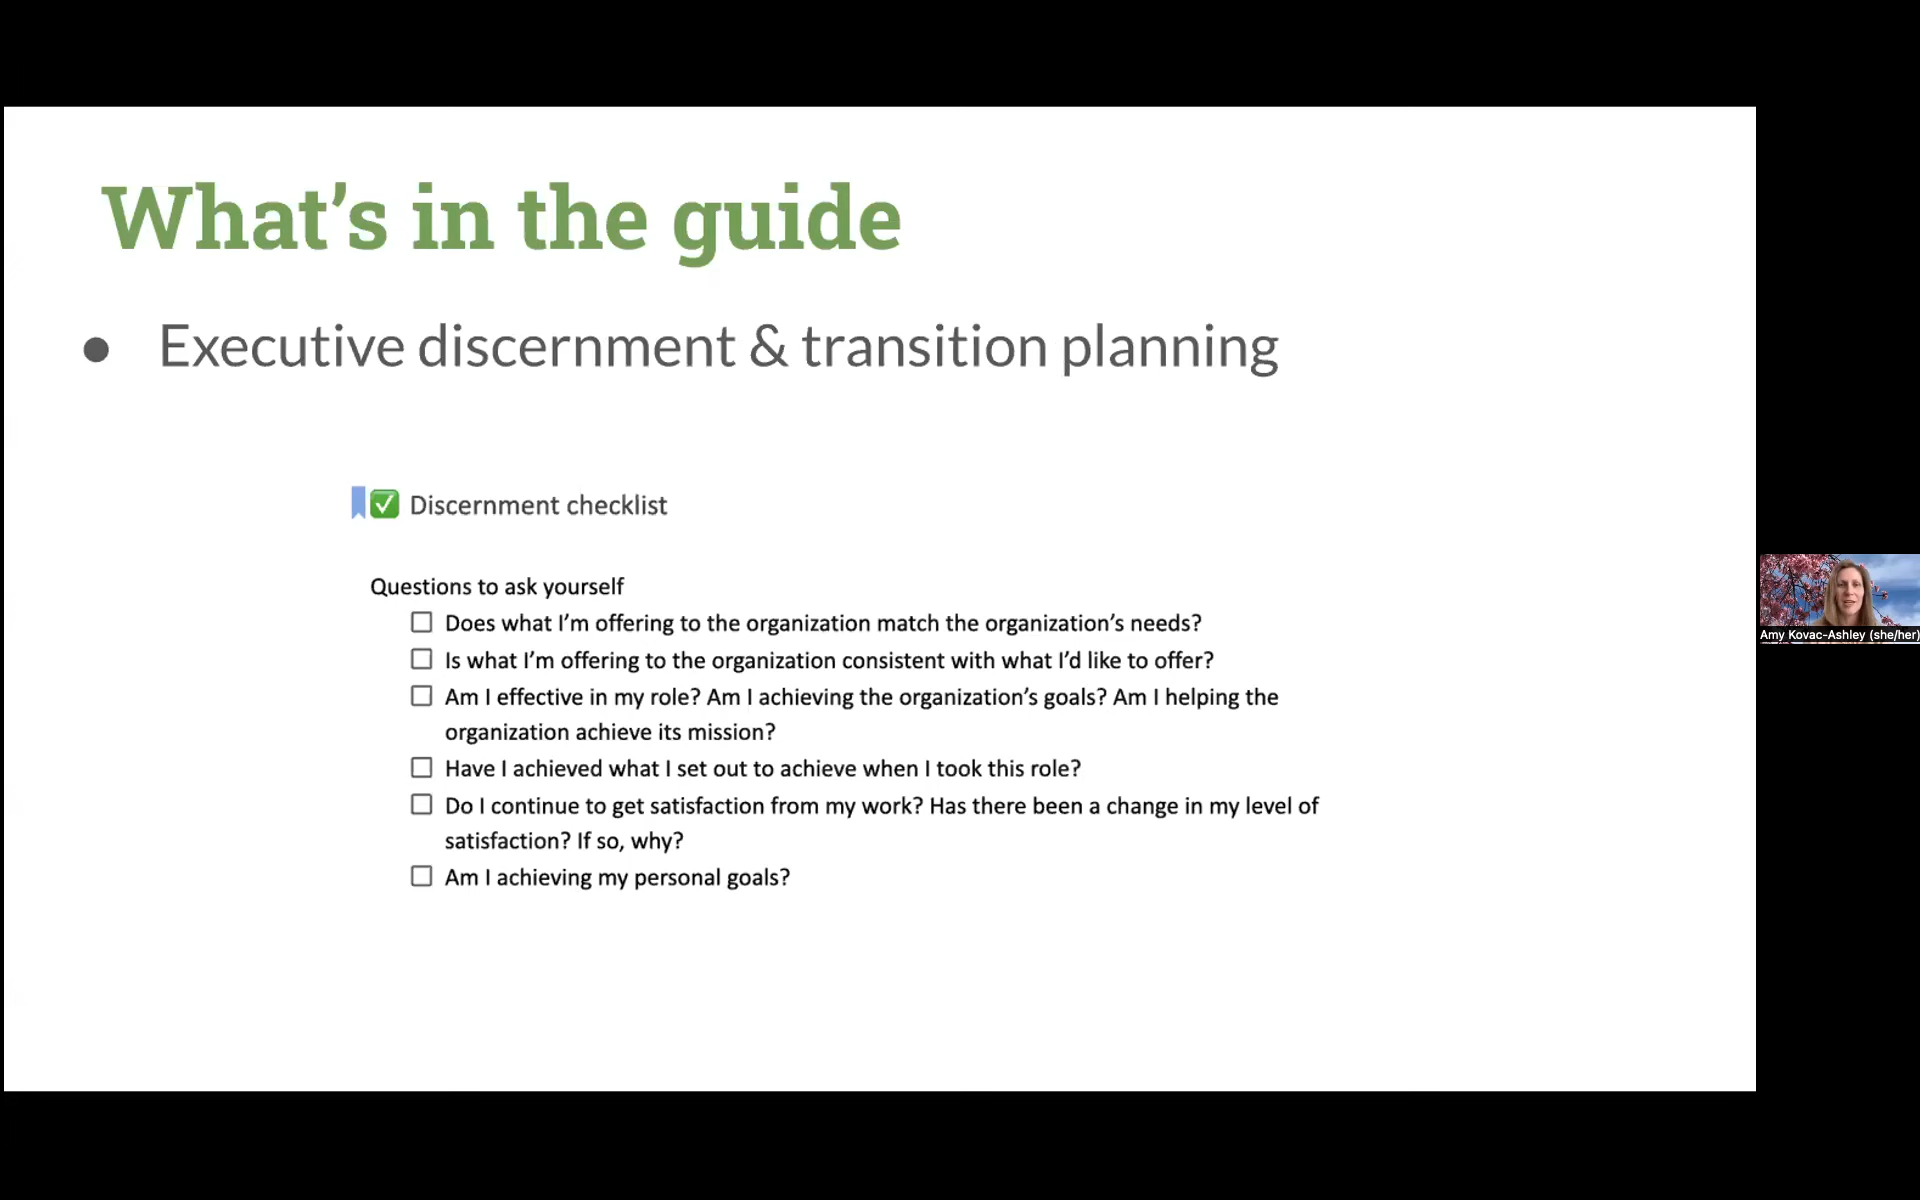 What’s in the guide
● Executive discernment & transition planning
✅ Discernment checklist
Questions to ask yourself
☐ Does what I’m offering to the organization match the organization’s needs?
☐ Is what I’m offering to the organization consistent with what I’d like to offer?
☐ Am I effective in my role? Am I achieving the organization’s goals? Am I helping the
organization achieve its mission?
☐ Have I achieved what I set out to achieve when I took this role?
☐ Do I continue to get satisfaction from my work? Has there been a change in my level of
satisfaction? If so, why?
☐ Am I achieving my personal goals?
Amy Kovac-Ashley (she/her)